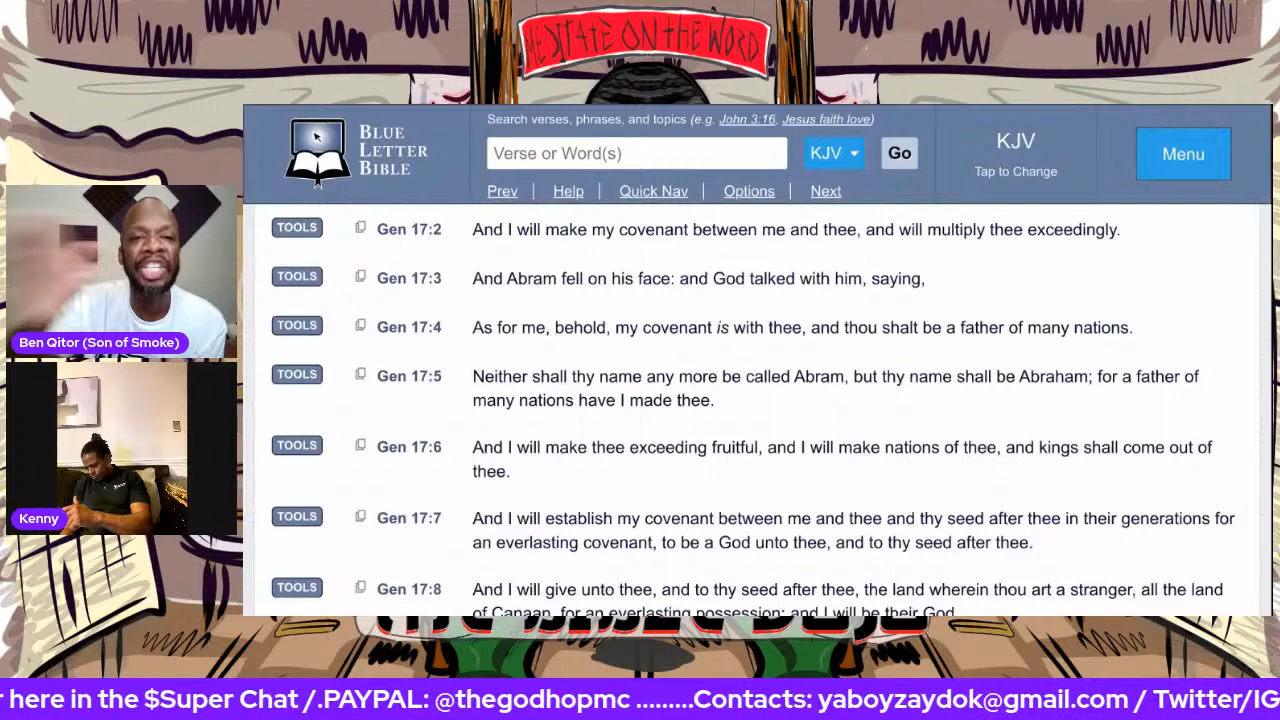 MEDITATE ON THE WORD
BLUE
LETTER
BIBLE
Search verses, phrases, and topics (e.g. John 3:16. Jesus faith love)
Verse or Word(s)
KJV
Go
Prev | Help | Quick Nav | Options | Next
KJV
Tap to Change
Menu
TOOLS Gen 17:2 And I will make my covenant between me and thee, and will multiply thee exceedingly.
TOOLS Gen 17:3 And Abram fell on his face: and God talked with him, saying,
TOOLS Gen 17:4 As for me, behold, my covenant is with thee, and thou shalt be a father of many nations.
TOOLS Gen 17:5 Neither shall thy name any more be called Abram, but thy name shall be Abraham; for a father of
many nations have I made thee.
TOOLS Gen 17:6 And I will make thee exceeding fruitful, and I will make nations of thee, and kings shall come out of
thee.
TOOLS Gen 17:7 And I will establish my covenant between me and thee and thy seed after thee in their generations for
an everlasting covenant, to be a God unto thee, and to thy seed after thee.
TOOLS Gen 17:8 And I will give unto thee, and to thy seed after thee, the land wherein thou art a stranger, all the land
of Canaan, for an everlasting possession; and I will be their God.
Ben Qitor (Son of Smoke)
Kenny
here in the $Super Chat /.PAYPAL: @thegodhopmc .........Contacts: yaboyzaydok@gmail.com / Twitter/IG